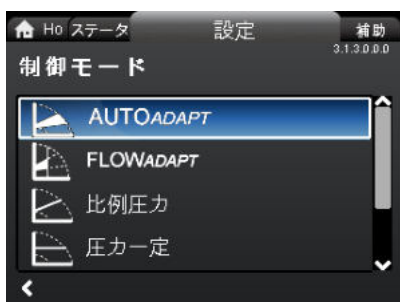 Ho ステータ 設定 補助
3.1.3.0.0.0
制御モード
AUTOADAPT
FLOWADAPT
比例圧力
圧力一定